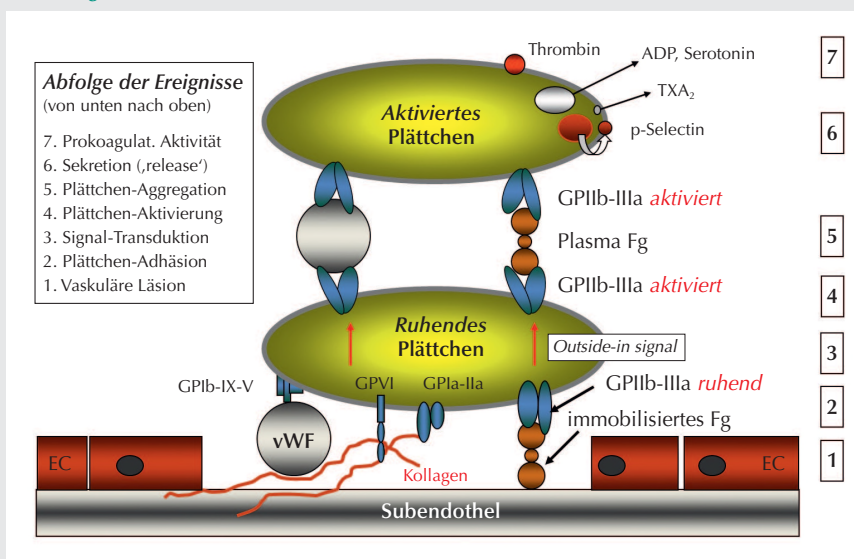 Thrombin
ADP, Serotonin
7
TXA₂
Abfolge der Ereignisse
(von unten nach oben)
7. Prokoagulat. Aktivität
6. Sekretion (‚release‘)
5. Plättchen-Aggregation
4. Plättchen-Aktivierung
3. Signal-Transduktion
2. Plättchen-Adhäsion
1. Vaskuläre Läsion
Aktiviertes
Plättchen
p-Selectin
6
GPIIb-IIIa aktiviert
Plasma Fg
5
GPIIb-IIIa aktiviert
4
Ruhendes
Plättchen
Outside-in signal
3
GPIb-IX-V
GPVI
GPIa-IIa
GPIIb-IIIa ruhend
2
immobilisiertes Fg
vWF
EC
Kollagen
EC
1
Subendothel